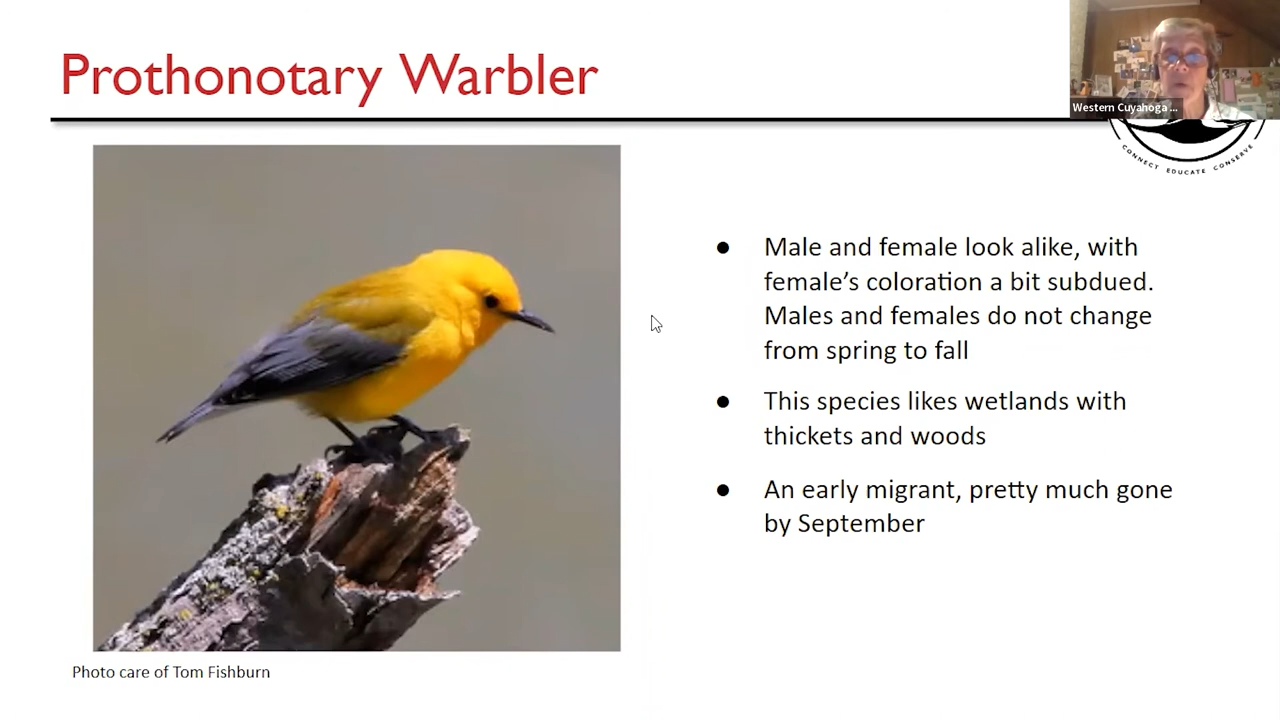 Prothonotary Warbler
Western Cuyahoga ...
CONNECT EDUCATE CONSERVE
● Male and female look alike, with
female’s coloration a bit subdued.
Males and females do not change
from spring to fall
● This species likes wetlands with
thickets and woods
● An early migrant, pretty much gone
by September
Photo care of Tom Fishburn